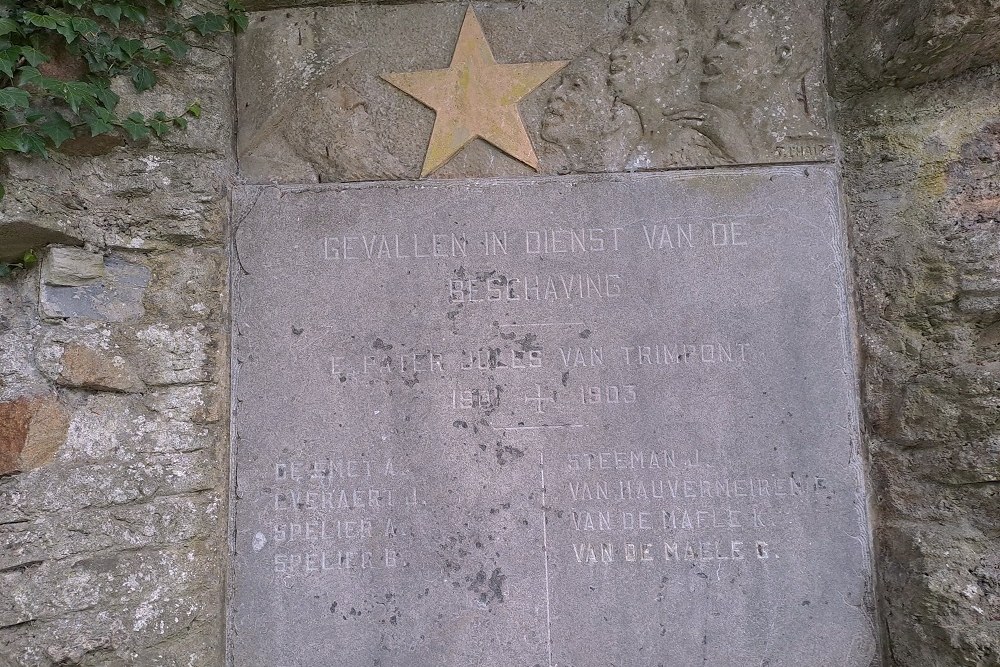 GEVALLEN IN DIENST VAN DE
BESCHAVING
E. PATER JULES VAN TRIMPONT
19 1903
DE SMET A.
EVERAERT J.
SPELIER A.
SPELIER G.
STEEMAN J.
VAN HAUVERMEIREN
VAN DE MAELE K.
VAN DE MAELE C.